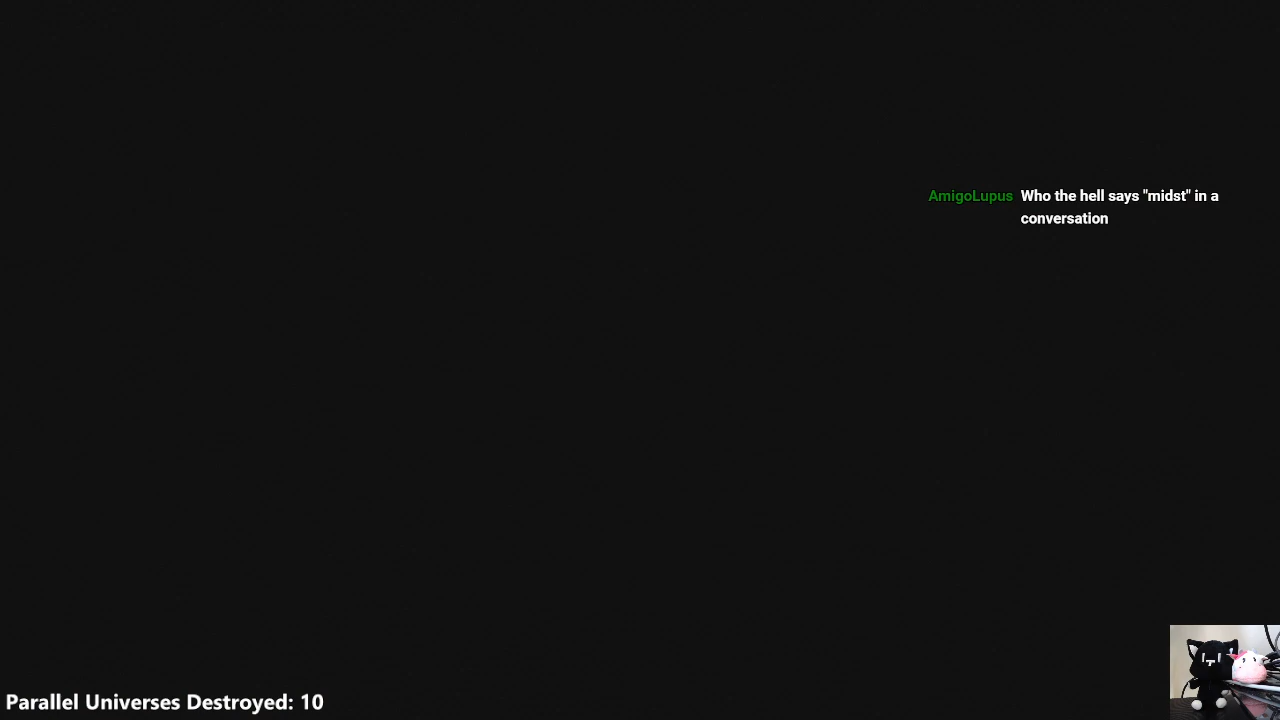 AmigoLupus Who the hell says "midst" in a
conversation
Parallel Universes Destroyed: 10